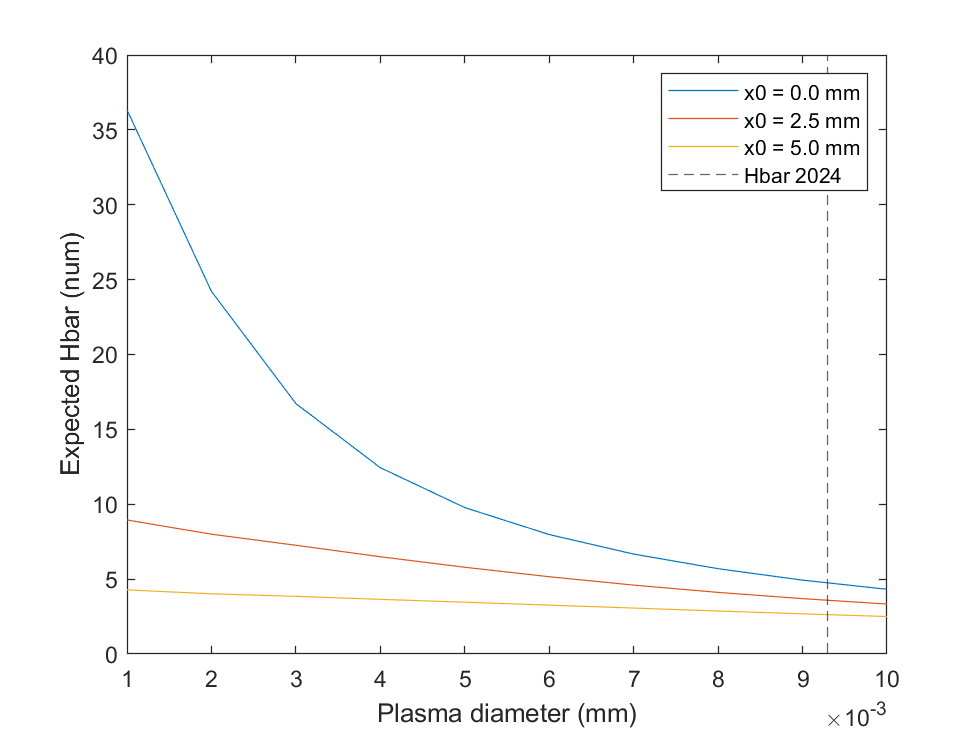 40
35
30
25
20
15
10
5
0
Expected Hbar (num)
x0 = 0.0 mm
x0 = 2.5 mm
x0 = 5.0 mm
Hbar 2024
1 2 3 4 5 6 7 8 9 10
Plasma diameter (mm)
×10⁻³